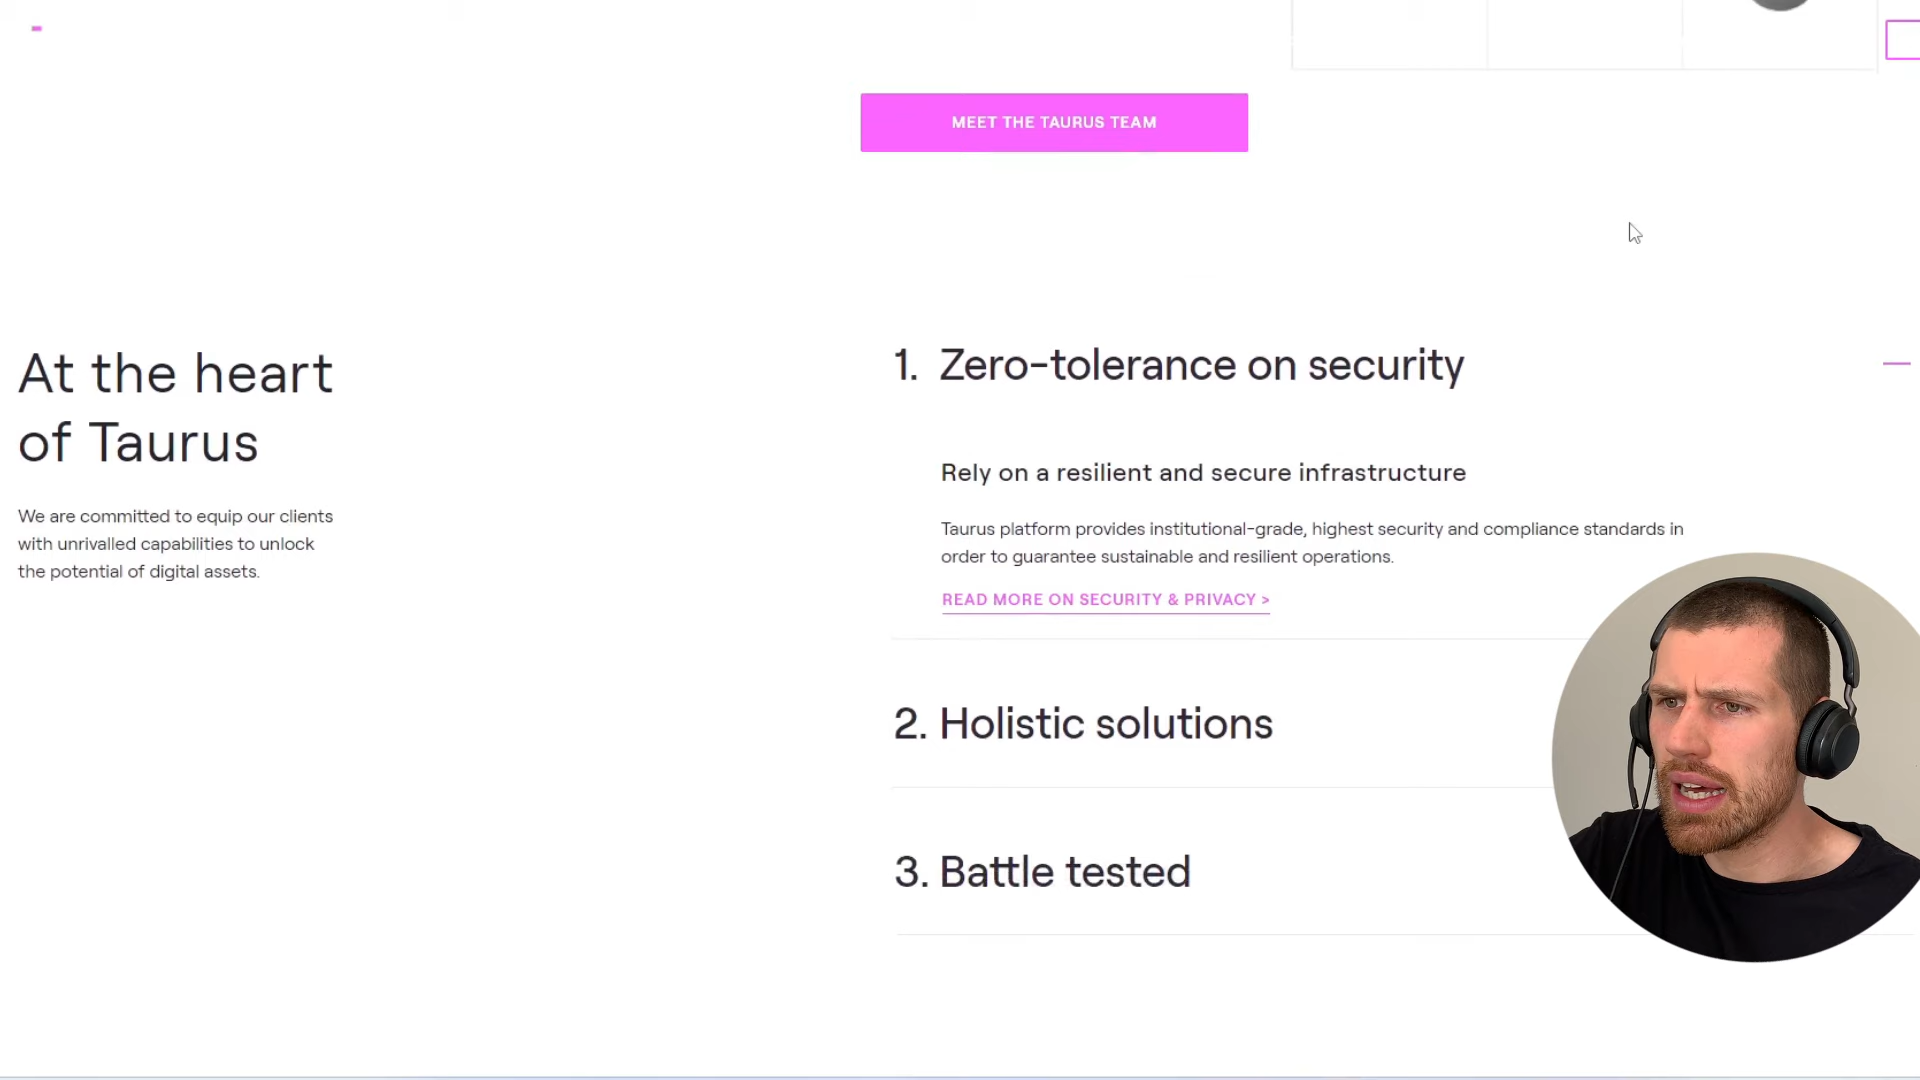 MEET THE TAURUS TEAM
At the heart
of Taurus
We are committed to equip our clients
with unrivalled capabilities to unlock
the potential of digital assets.
1. Zero-tolerance on security
Rely on a resilient and secure infrastructure
Taurus platform provides institutional-grade, highest security and compliance standards in
order to guarantee sustainable and resilient operations.
READ MORE ON SECURITY & PRIVACY >
2. Holistic solutions
3. Battle tested